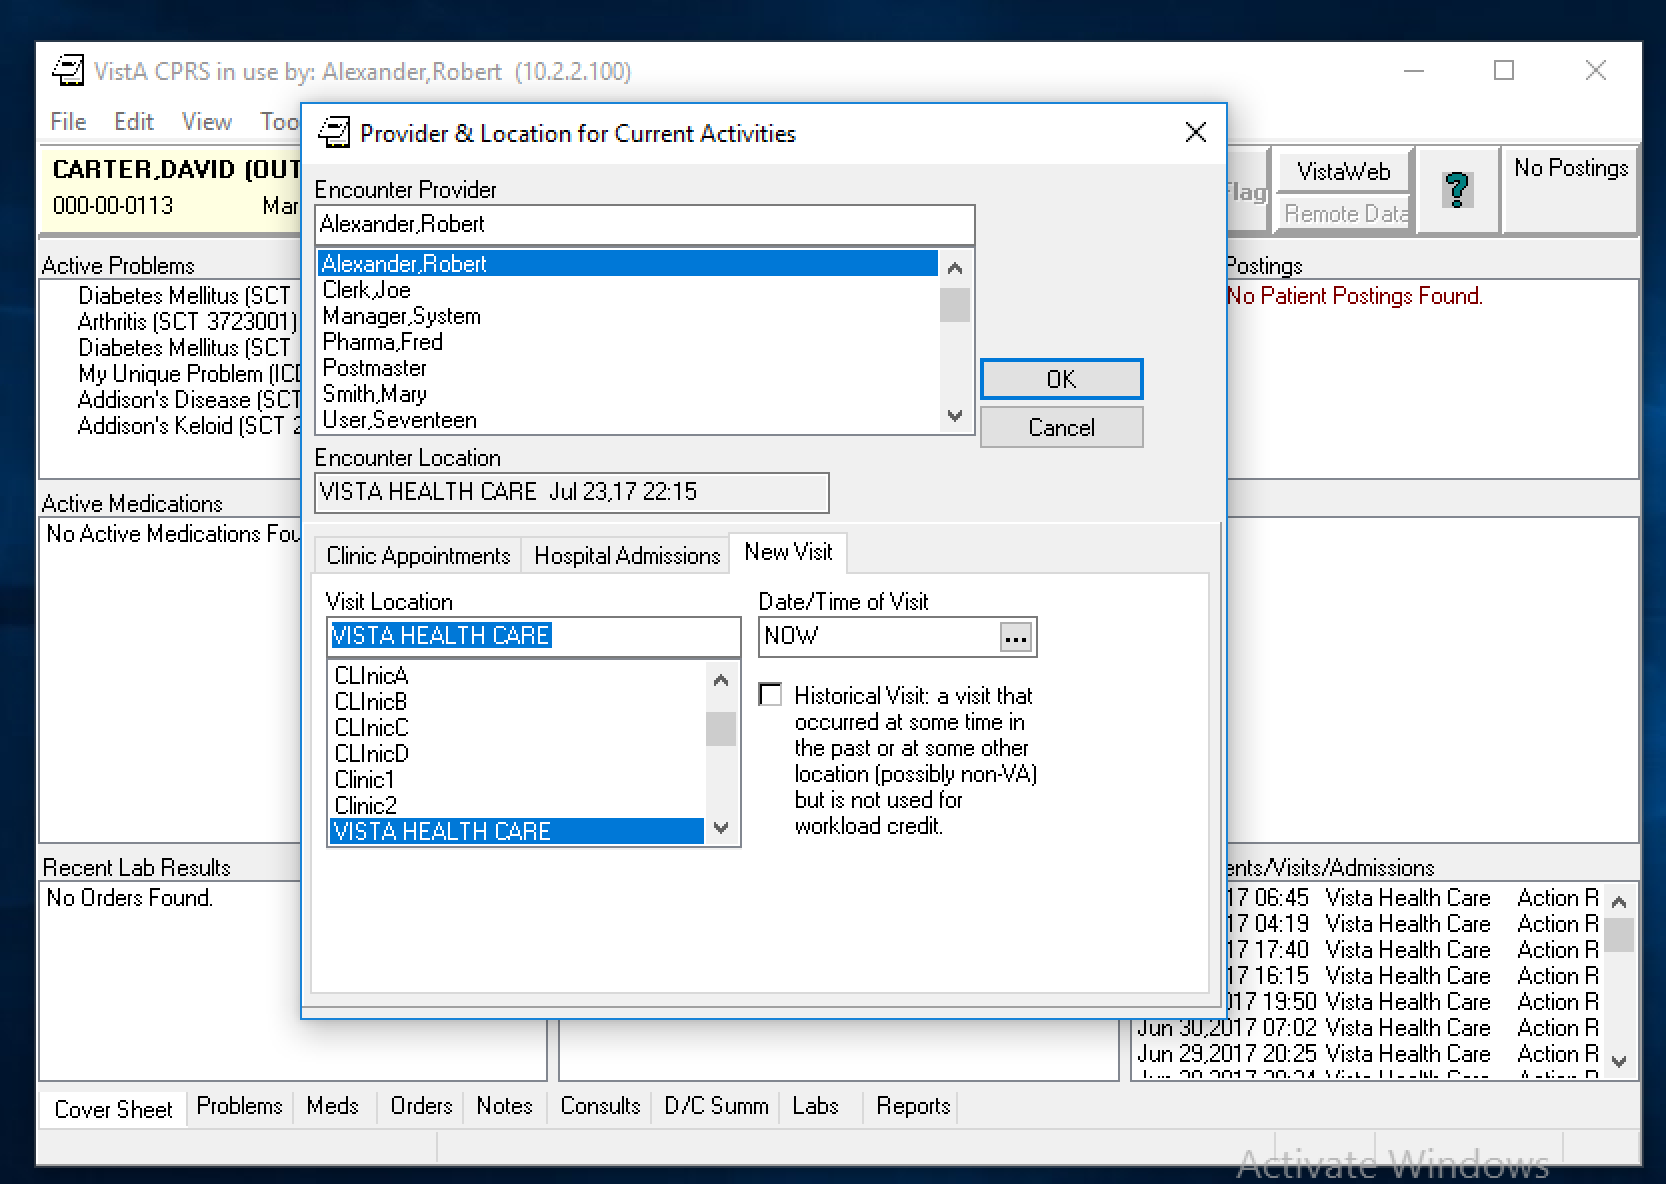 VistA CPRS in use by: Alexander,Robert (10.2.2.100)
File Edit View Too
CARTER,DAVID (OUT
000-00-0113 Mar
Flag
VistaWeb
Remote Data
?
No Postings
Active Problems
Diabetes Mellitus (SCT
Arthritis (SCT 3723001)
Diabetes Mellitus (SCT
My Unique Problem (ICD
Addison's Disease (SCT
Addison's Keloid (SCT 2
Postings
No Patient Postings Found.
Active Medications
No Active Medications Fou
Recent Lab Results
No Orders Found.
Provider & Location for Current Activities
Encounter Provider
Alexander,Robert
Alexander,Robert
Clerk,Joe
Manager,System
Pharma,Fred
Postmaster
Smith,Mary
User,Seventeen
OK
Cancel
Encounter Location
VISTA HEALTH CARE Jul 23,17 22:15
Clinic Appointments Hospital Admissions New Visit
Visit Location
VISTA HEALTH CARE
CLInicA
CLInicB
CLInicC
CLInicD
Clinic1
Clinic2
VISTA HEALTH CARE
Date/Time of Visit
NOW ...
Historical Visit: a visit that
occurred at some time in
the past or at some other
location (possibly non-VA)
but is not used for
workload credit.
ents/Visits/Admissions
17 06:45 Vista Health Care Action R
17 04:19 Vista Health Care Action R
17 17:40 Vista Health Care Action R
17 16:15 Vista Health Care Action R
017 19:50 Vista Health Care Action R
Jun 30,2017 07:02 Vista Health Care Action R
Jun 29,2017 20:25 Vista Health Care Action R
Cover Sheet Problems Meds Orders Notes Consults D/C Summ Labs Reports
Activate Windows